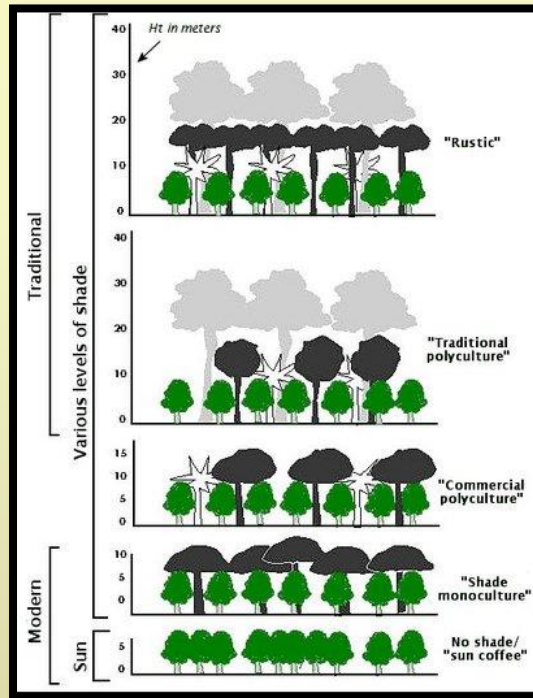 Ht in meters
40
30
20
10
0
"Rustic"
40
30
20
10
0
"Traditional
polyculture"
15
10
5
0
"Commercial
polyculture"
10
5
0
"Shade
monoculture"
5
0
No shade/
"sun coffee"
Traditional
Various levels of shade
Modern
Sun